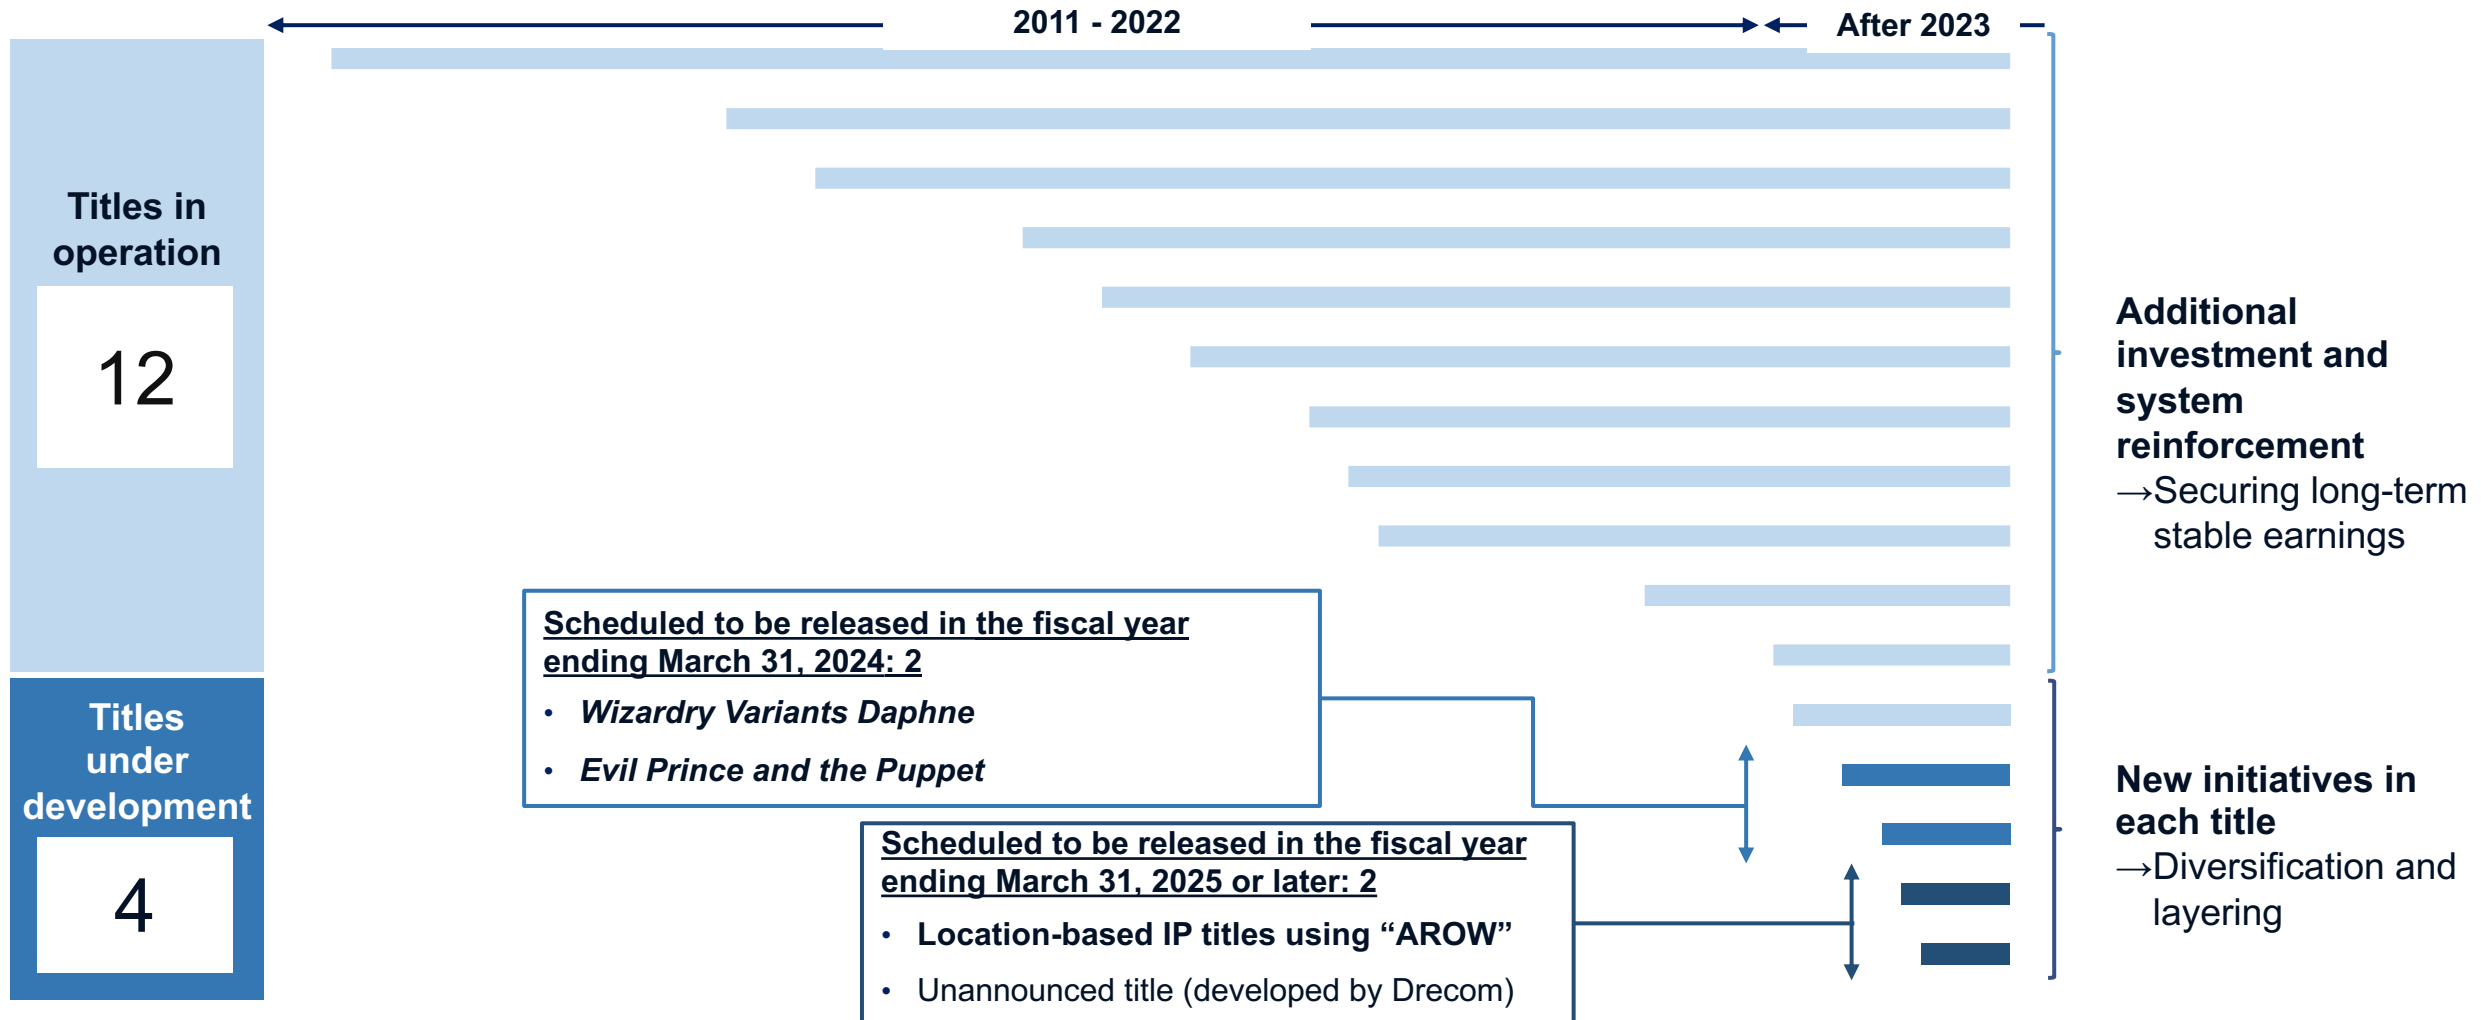 2011 - 2022
After 2023
Titles in
operation
12
Additional
investment and
system
reinforcement
→Securing long-term
stable earnings
Scheduled to be released in the fiscal year
ending March 31, 2024: 2
• Wizardry Variants Daphne
• Evil Prince and the Puppet
Titles
under
development
4
Scheduled to be released in the fiscal year
ending March 31, 2025 or later: 2
• Location-based IP titles using “AROW”
• Unannounced title (developed by Drecom)
New initiatives in
each title
→Diversification and
layering